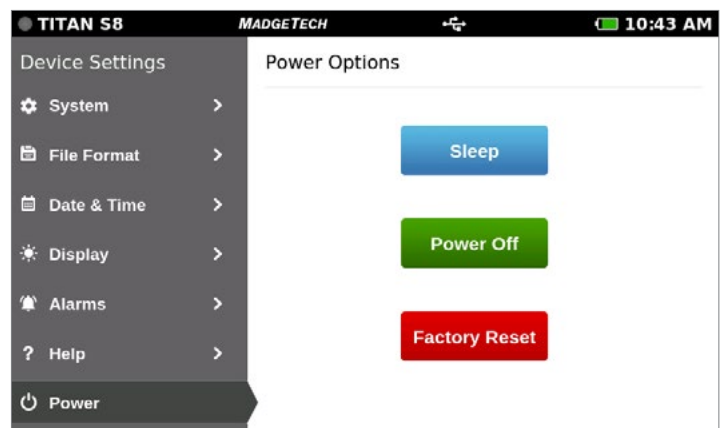 TITAN S8 MADGETECH 10:43 AM
Device Settings
System
File Format
Date & Time
Display
Alarms
? Help
Power
Power Options
Sleep
Power Off
Factory Reset